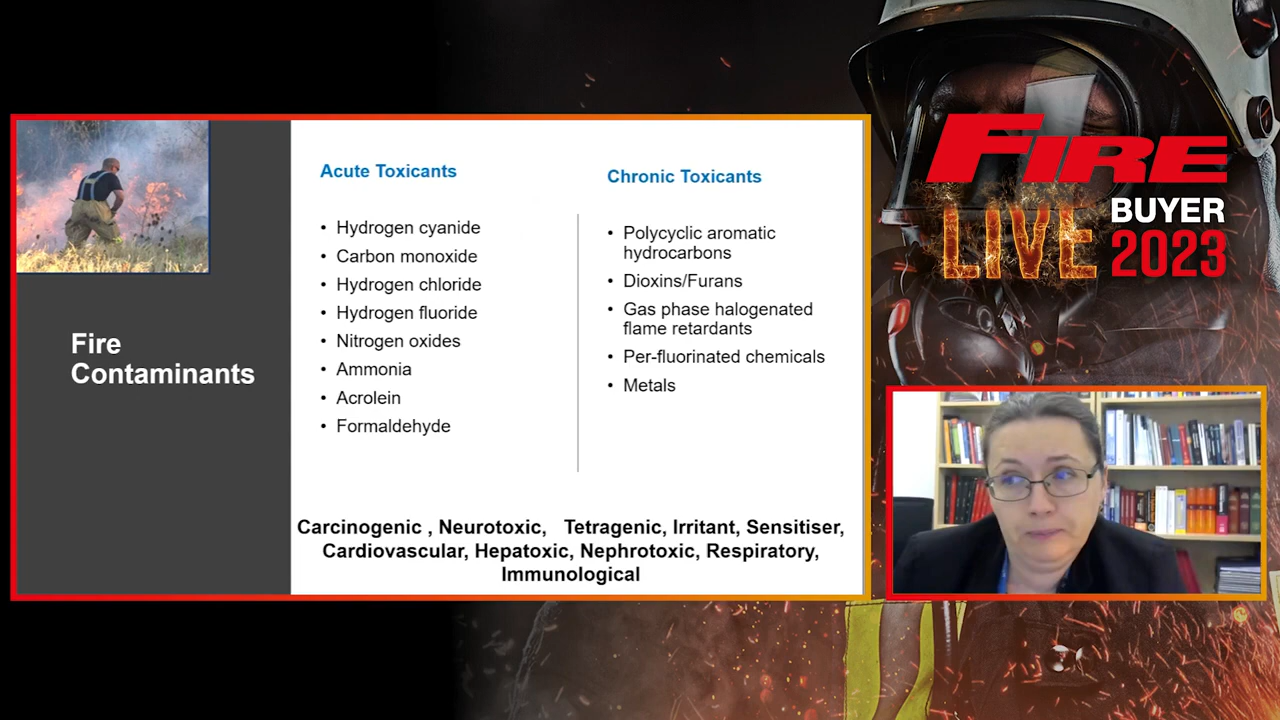 Fire
Contaminants
Acute Toxicants
• Hydrogen cyanide
• Carbon monoxide
• Hydrogen chloride
• Hydrogen fluoride
• Nitrogen oxides
• Ammonia
• Acrolein
• Formaldehyde
Chronic Toxicants
• Polycyclic aromatic
hydrocarbons
• Dioxins/Furans
• Gas phase halogenated
flame retardants
• Per-fluorinated chemicals
• Metals
Carcinogenic , Neurotoxic, Tetragenic, Irritant, Sensitiser,
Cardiovascular, Hepatoxic, Nephrotoxic, Respiratory,
Immunological
FIRE
BUYER
LIVE 2023